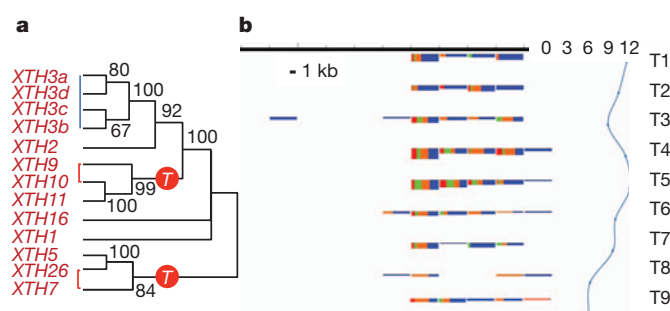 a
b
XTH3a
XTH3d
XTH3c
XTH3b
XTH2
XTH9
XTH10
XTH11
XTH16
XTH1
XTH5
XTH26
XTH7
80
100
67
92
100
99
T
100
100
84
T
1 kb
0 3 6 9 12
T1
T2
T3
T4
T5
T6
T7
T8
T9